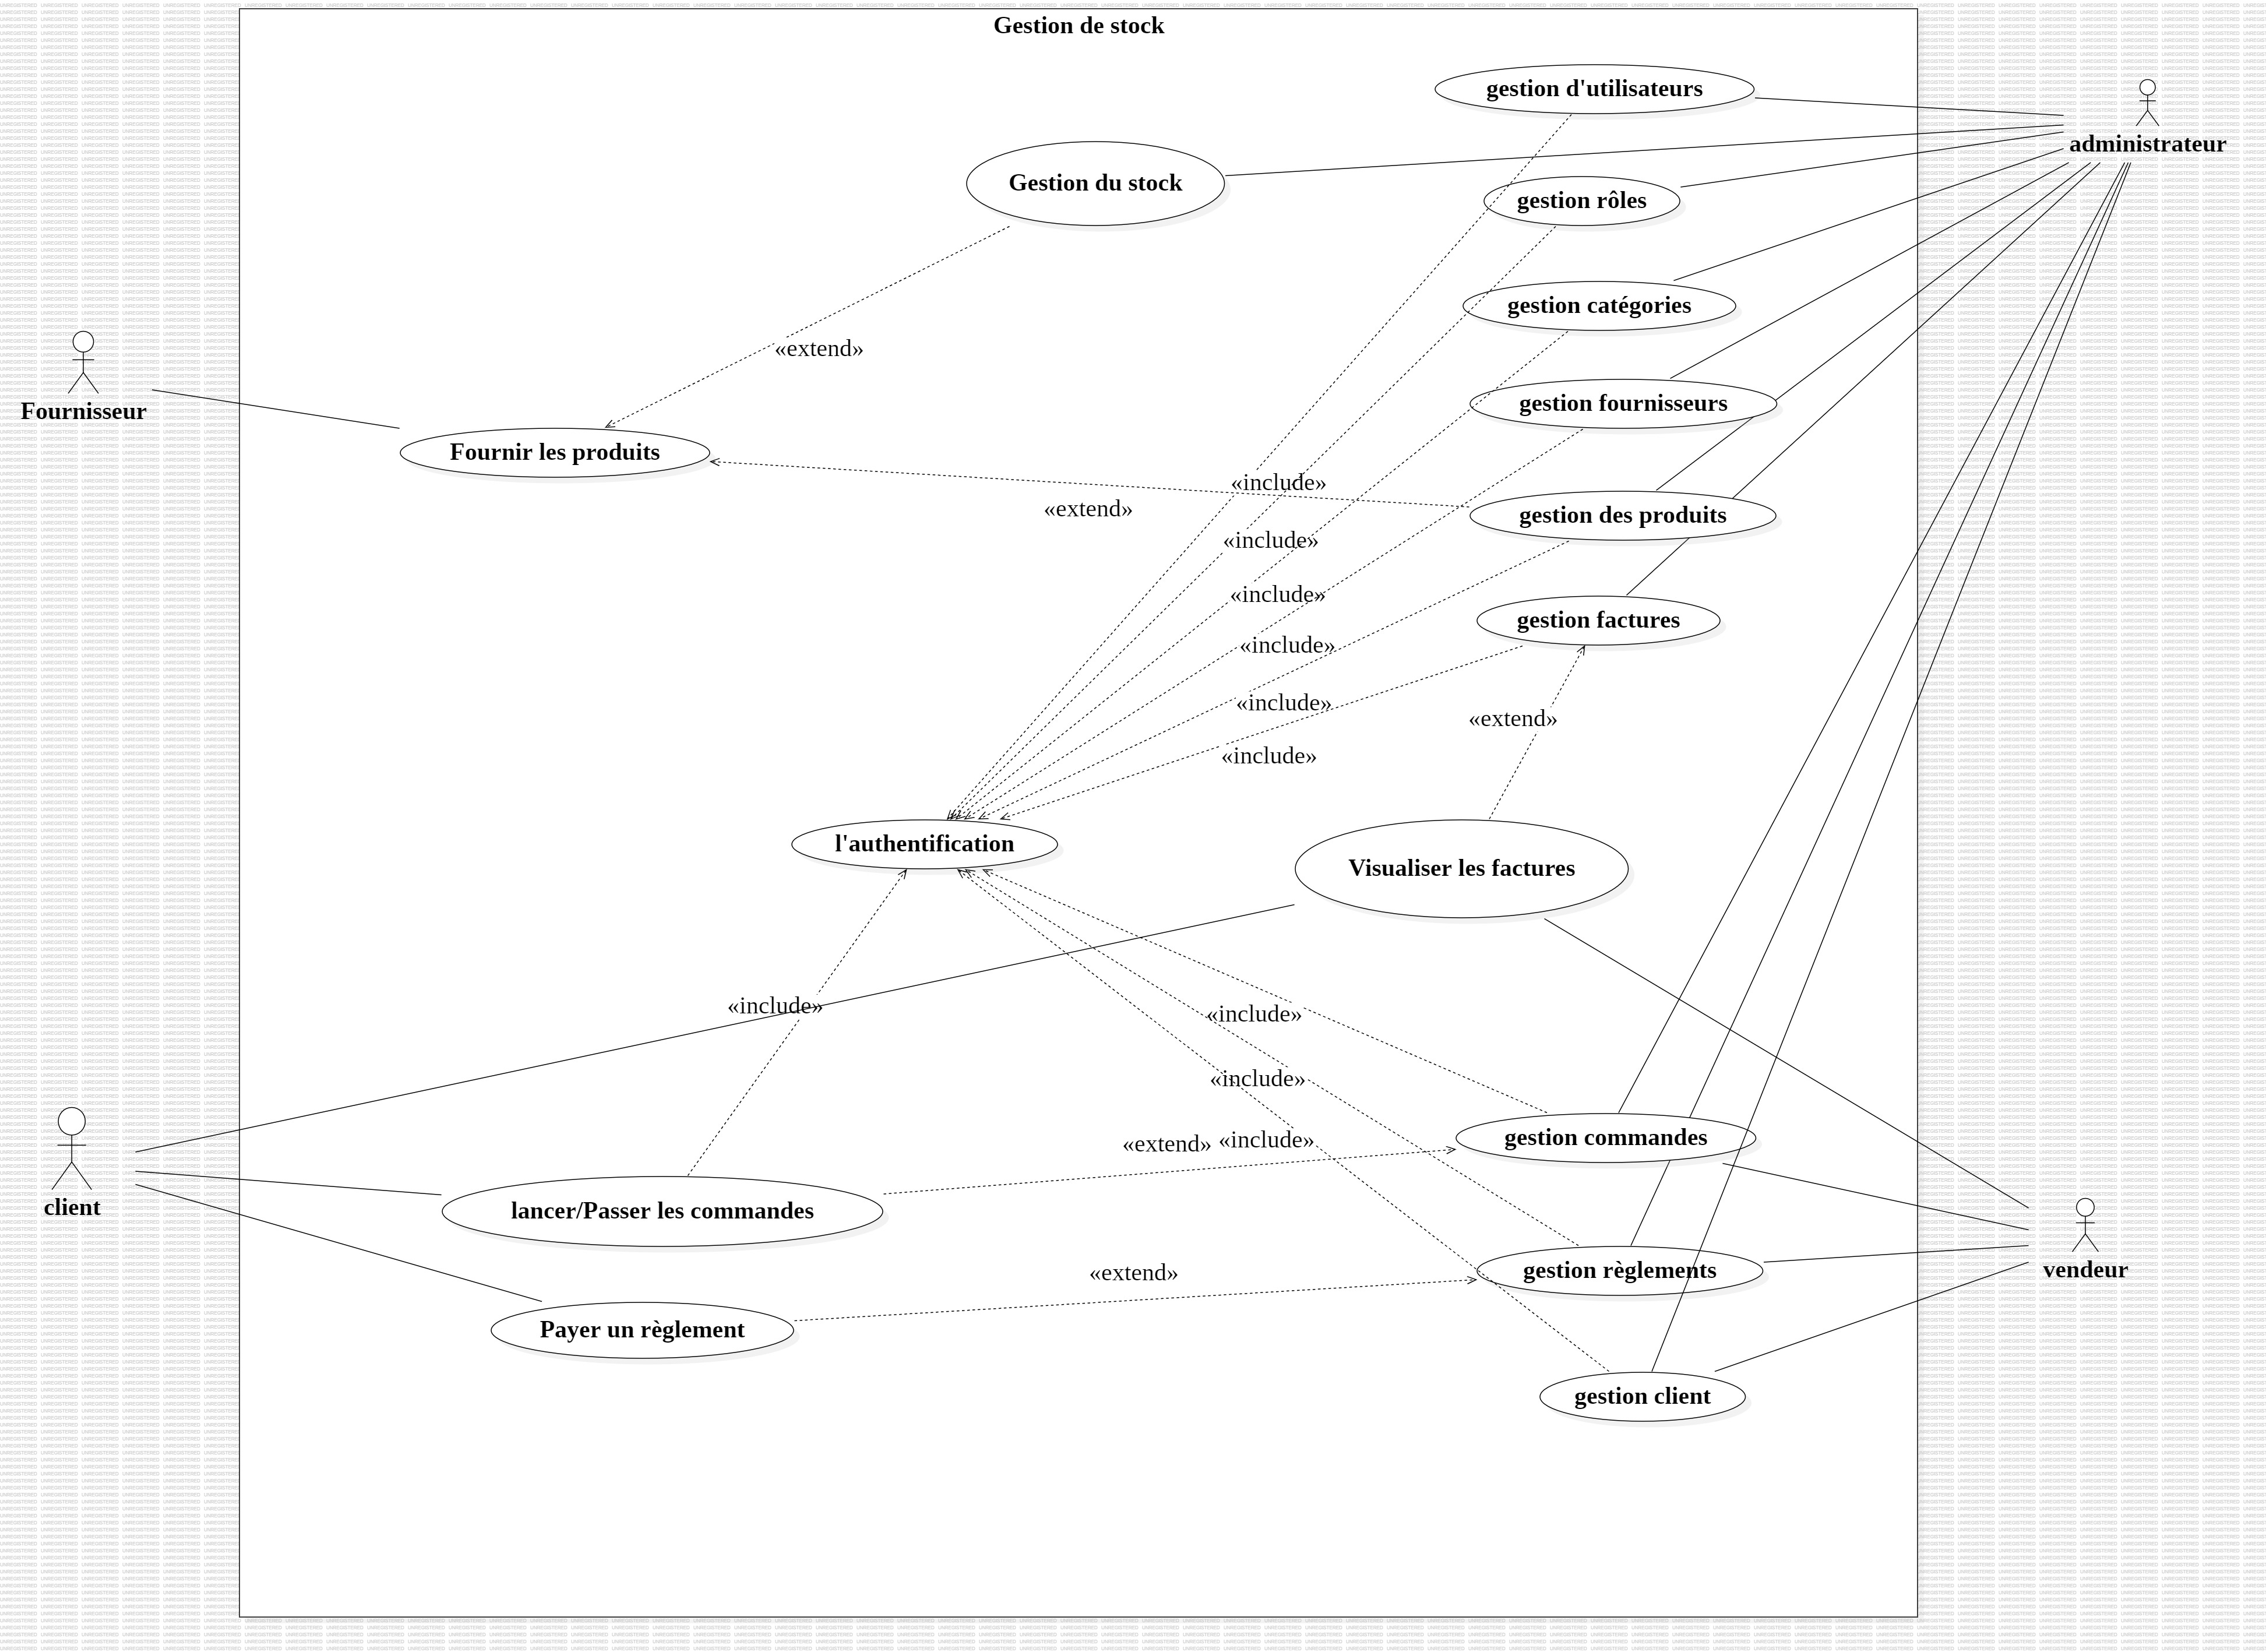 Gestion de stock
gestion d'utilisateurs
administrateur
Gestion du stock
gestion rôles
gestion catégories
«extend»
Fournisseur
gestion fournisseurs
Fournir les produits
«include»
«extend»
gestion des produits
«include»
«include»
gestion factures
«include»
«include»
«extend»
«include»
l'authentification
Visualiser les factures
«include»
«include»
«include»
«extend»
«include»
gestion commandes
client
lancer/Passer les commandes
vendeur
«extend»
gestion règlements
Payer un règlement
gestion client
UNREGISTERED